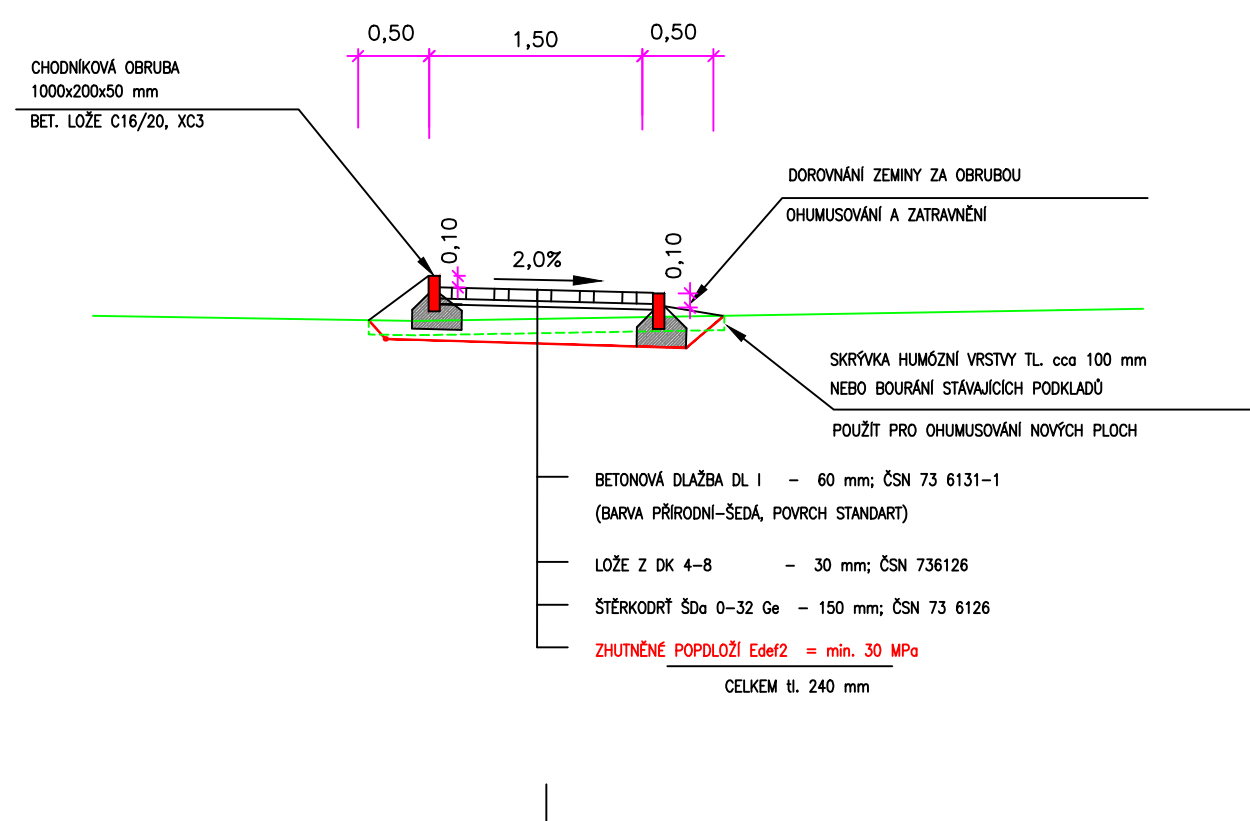 0,50
1,50
0,50
CHODNÍKOVÁ OBRUBA
1000x200x50 mm
BET. LOŽE C16/20, XC3
DOROVNÁNÍ ZEMINY ZA OBRUBOU
OHUMUSOVÁNÍ A ZATRAVNĚNÍ
0,10
2,0%
0,10
SKRÝVKA HUMÓZNÍ VRSTVY TL. cca 100 mm
NEBO BOURÁNÍ STÁVAJÍCÍCH PODKLADŮ
POUŽÍT PRO OHUMUSOVÁNÍ NOVÝCH PLOCH
BETONOVÁ DLAŽBA DL I - 60 mm; ČSN 73 6131-1
(BARVA PŘÍRODNÍ-ŠEDÁ, POVRCH STANDART)
LOŽE Z DK 4-8 - 30 mm; ČSN 736126
ŠTĚRKODRŤ ŠDa 0-32 Ge - 150 mm; ČSN 73 6126
ZHUTNĚNÉ POPDLOŽÍ Edef2 = min. 30 MPa
CELKEM tl. 240 mm